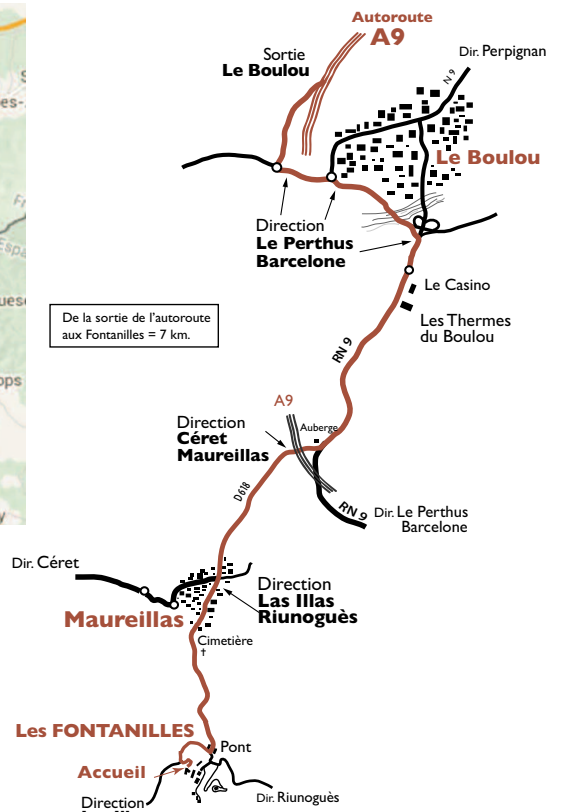 Autoroute
A9
Sortie
Le Boulou
Dir. Perpignan
N 9
Le Boulou
Direction
Le Perthus
Barcelone
Le Casino
Les Thermes
du Boulou
De la sortie de l'autoroute
aux Fontanilles = 7 km.
RN 9
A9
Auberge
Direction
Céret
Maureillas
D618
RN 9
Dir. Le Perthus
Barcelone
Dir. Céret
Direction
Las Illas
Riunoguès
Maureillas
Cimetière
Les FONTANILLES
Pont
Accueil
Dir. Riunoguès
Direction